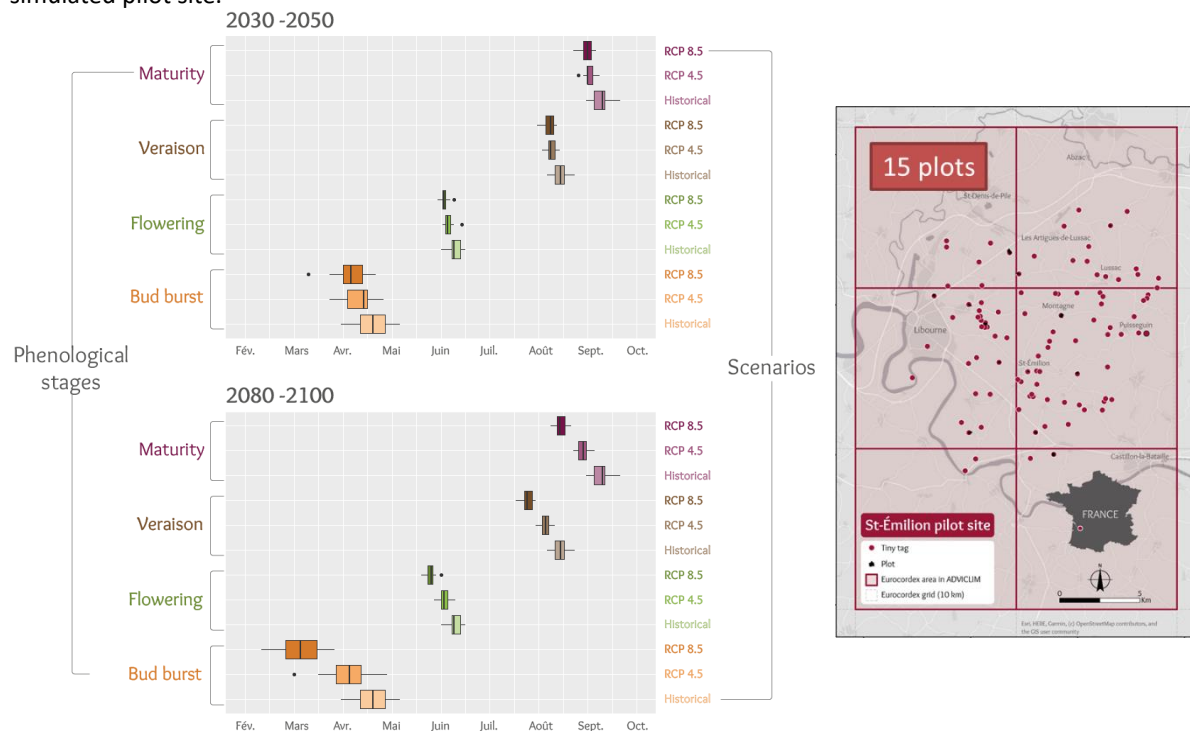 simulated pilot site.
2030 -2050
Maturity
RCP 8.5
RCP 4.5
Historical
Veraison
RCP 8.5
RCP 4.5
Historical
Flowering
RCP 8.5
RCP 4.5
Historical
Bud burst
RCP 8.5
RCP 4.5
Historical
Fév. Mars Avr. Mai Juin Juil. Août Sept. Oct.
Phenological
stages
Scenarios
2080 -2100
Maturity
RCP 8.5
RCP 4.5
Historical
Veraison
RCP 8.5
RCP 4.5
Historical
Flowering
RCP 8.5
RCP 4.5
Historical
Bud burst
RCP 8.5
RCP 4.5
Historical
Fév. Mars Avr. Mai Juin Juil. Août Sept. Oct.
15 plots
Abzac
St-Denis-de-Pile
Les Artigues-de-Lussac
Lussac
Montagne
Libourne
Puisseguin
St-Émilion
Castillon-la-Bataille
FRANCE
St-Émilion pilot site
Tiny tag
Plot
Eurocordex area in ADVICLIM
Eurocordex grid (10 km)
N
0 5
Km
Esri, HERE, Garmin, (c) OpenStreetMap contributors, and
the GIS user community